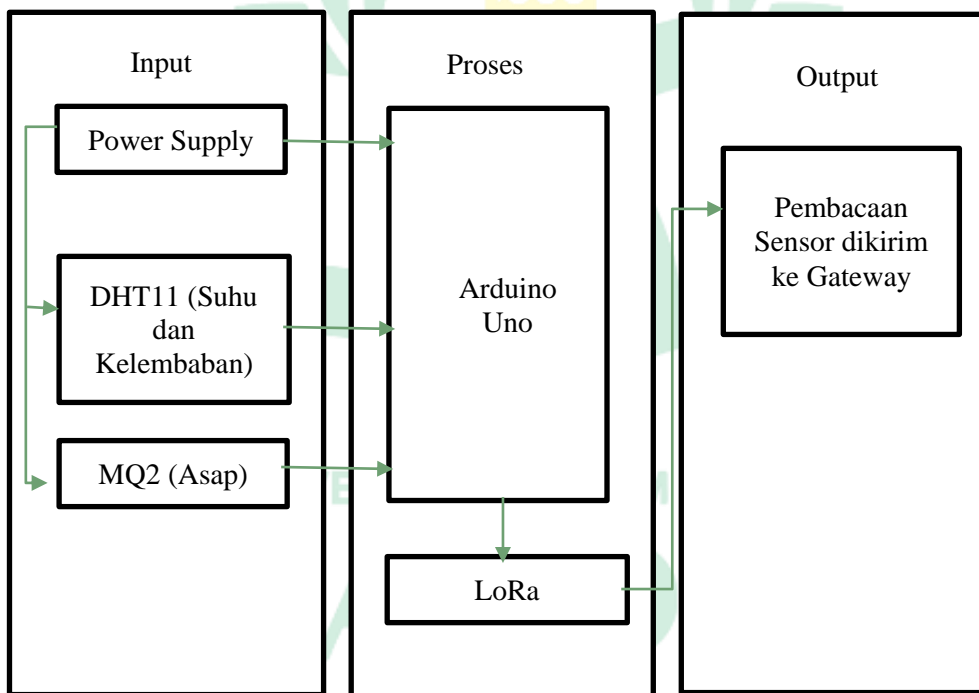 Input
Power Supply
DHT11 (Suhu
dan
Kelembaban)
MQ2 (Asap)
Proses
Arduino
Uno
LoRa
Output
Pembacaan
Sensor dikirim
ke Gateway